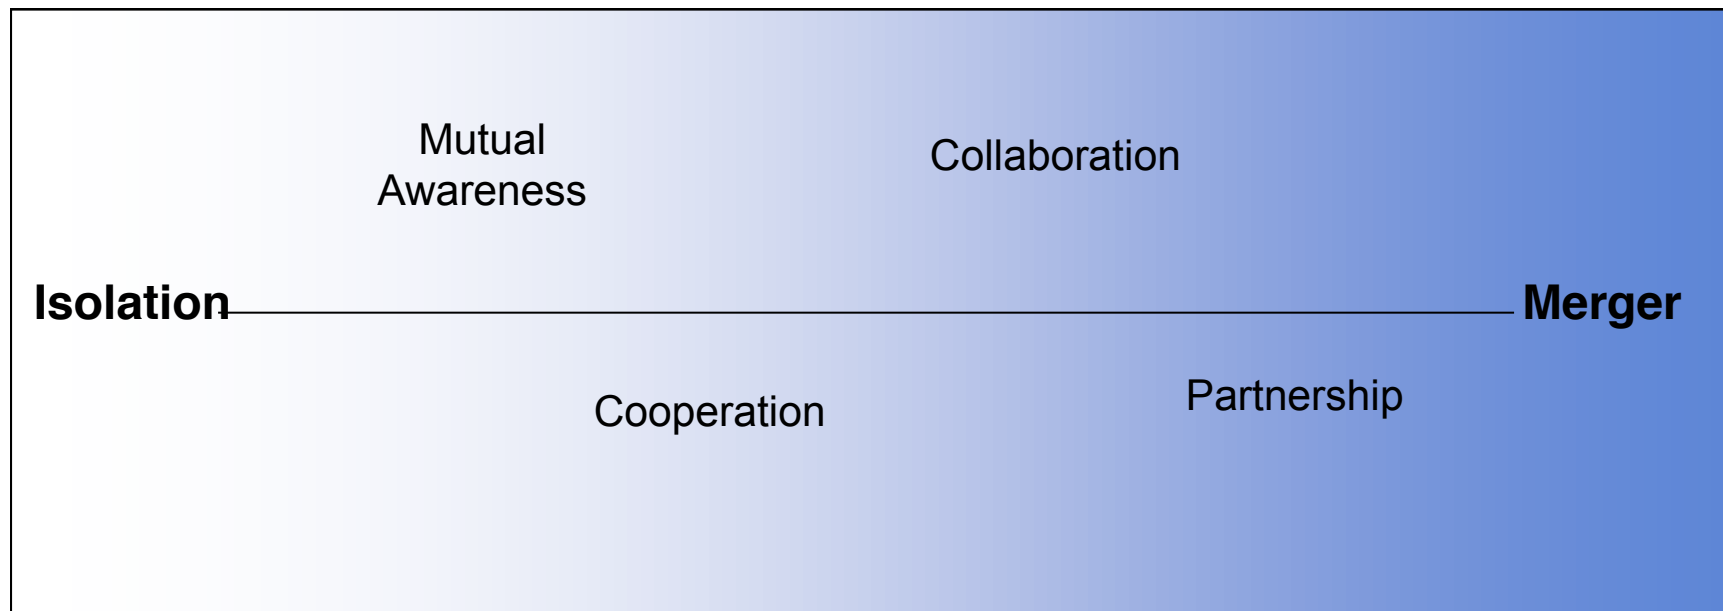 Mutual
Awareness
Collaboration
Isolation
Merger
Cooperation
Partnership